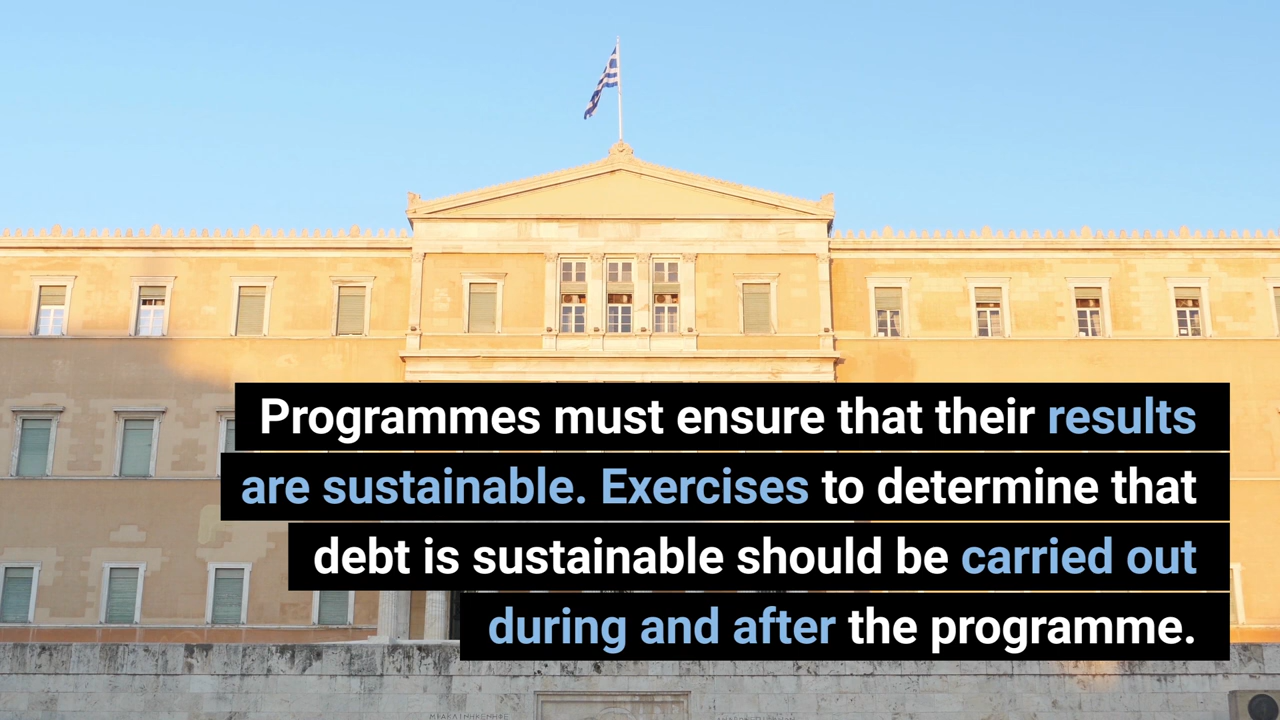 Programmes must ensure that their results
are sustainable. Exercises to determine that
debt is sustainable should be carried out
during and after the programme.